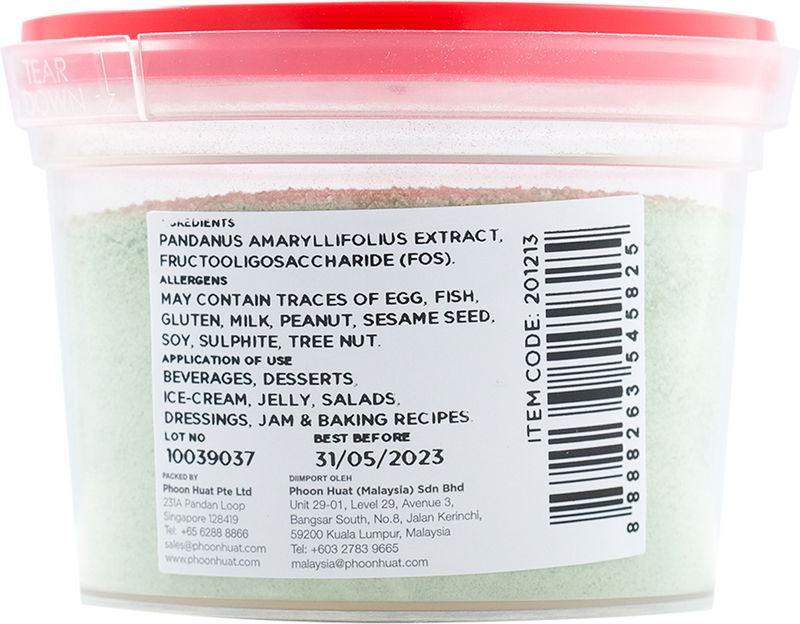 TEAR
DOWN
INGREDIENTS
PANDANUS AMARYLLIFOLIUS EXTRACT,
FRUCTOOLIGOSACCHARIDE (FOS).
ALLERGENS
MAY CONTAIN TRACES OF EGG, FISH,
GLUTEN, MILK, PEANUT, SESAME SEED,
SOY, SULPHITE, TREE NUT.
APPLICATION OF USE
BEVERAGES, DESSERTS,
ICE-CREAM, JELLY, SALADS,
DRESSINGS, JAM & BAKING RECIPES.
LOT NO
10039037
BEST BEFORE
31/05/2023
PACKED BY
Phoon Huat Pte Ltd
231A Pandan Loop
Singapore 128419
Tel: +65 6288 8866
sales@phoonhuat.com
www.phoonhuat.com
DIIMPORT OLEH
Phoon Huat (Malaysia) Sdn Bhd
Unit 29-01, Level 29, Avenue 3,
Bangsar South, No.8, Jalan Kerinchi,
59200 Kuala Lumpur, Malaysia
Tel: +603 2783 9665
malaysia@phoonhuat.com
ITEM CODE: 201213
8 888263 545825